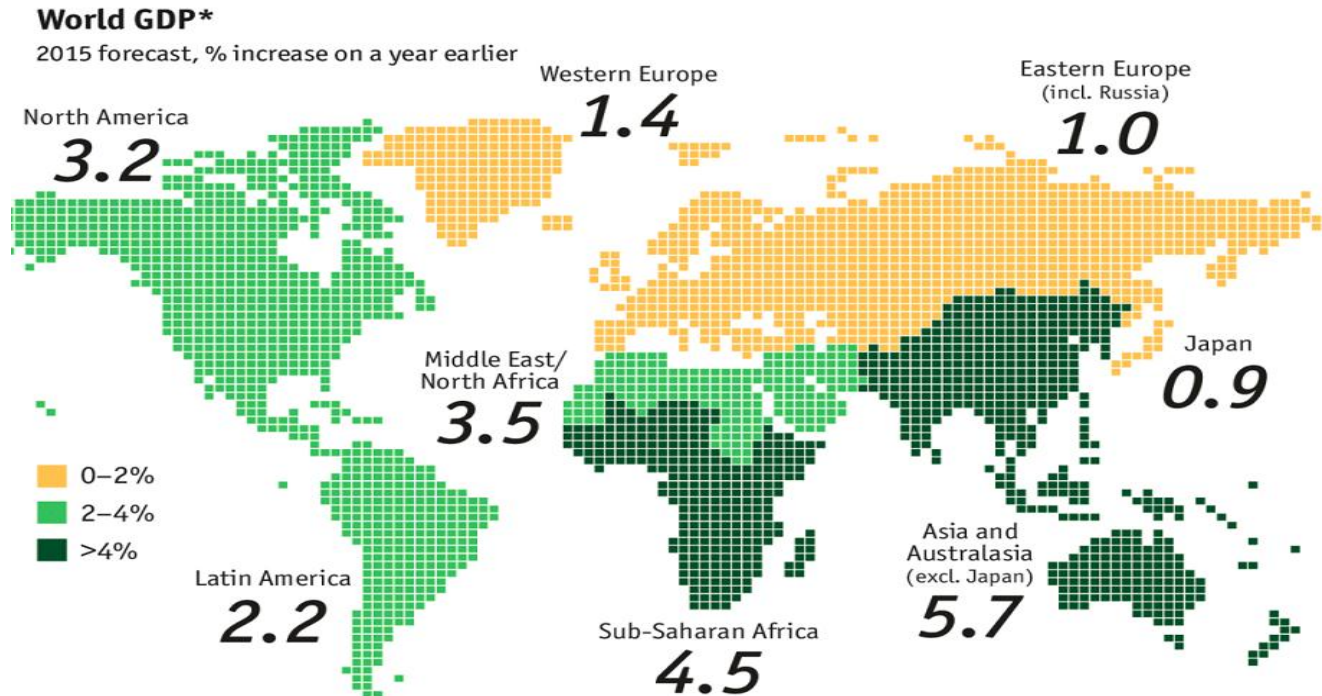 World GDP*
2015 forecast, % increase on a year earlier
North America
3.2
Western Europe
1.4
Eastern Europe
(incl. Russia)
1.0
Middle East/
North Africa
3.5
Japan
0.9
0–2%
2–4%
>4%
Latin America
2.2
Sub-Saharan Africa
4.5
Asia and
Australasia
(excl. Japan)
5.7